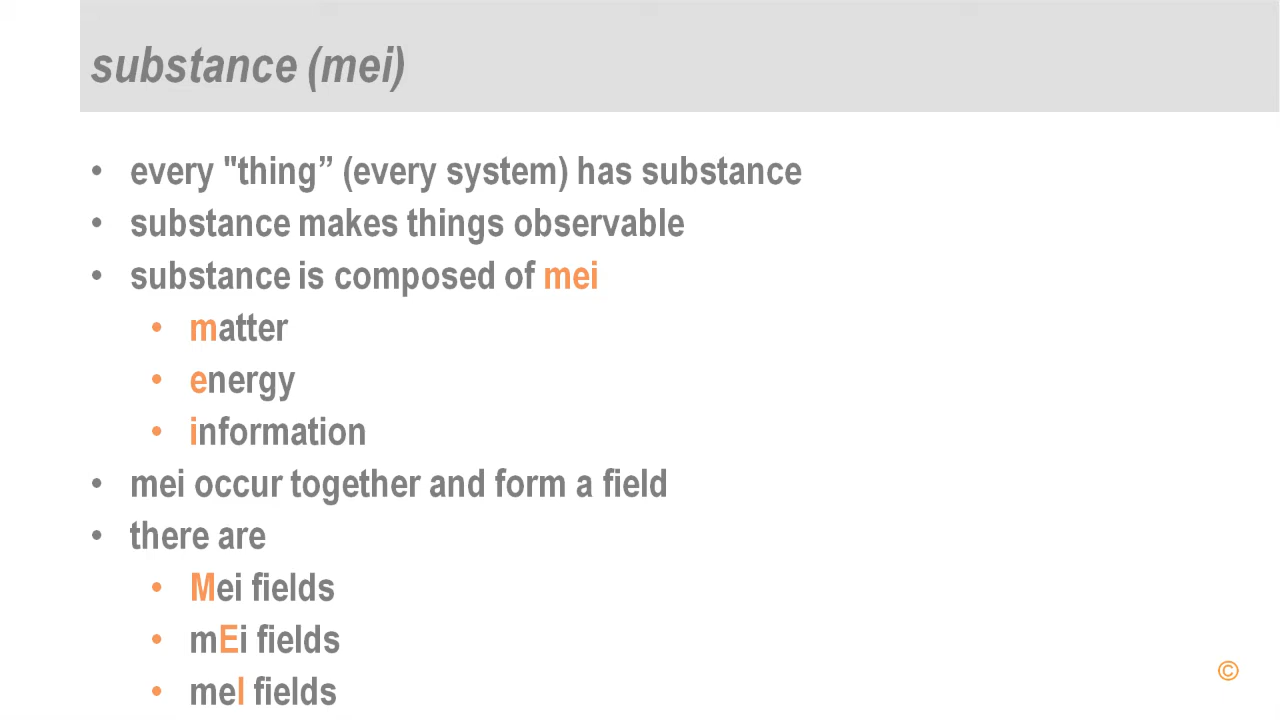 substance (mei)
• every "thing” (every system) has substance
• substance makes things observable
• substance is composed of mei
• matter
• energy
• information
• mei occur together and form a field
• there are
• Mei fields
• mEi fields
• meI fields
©